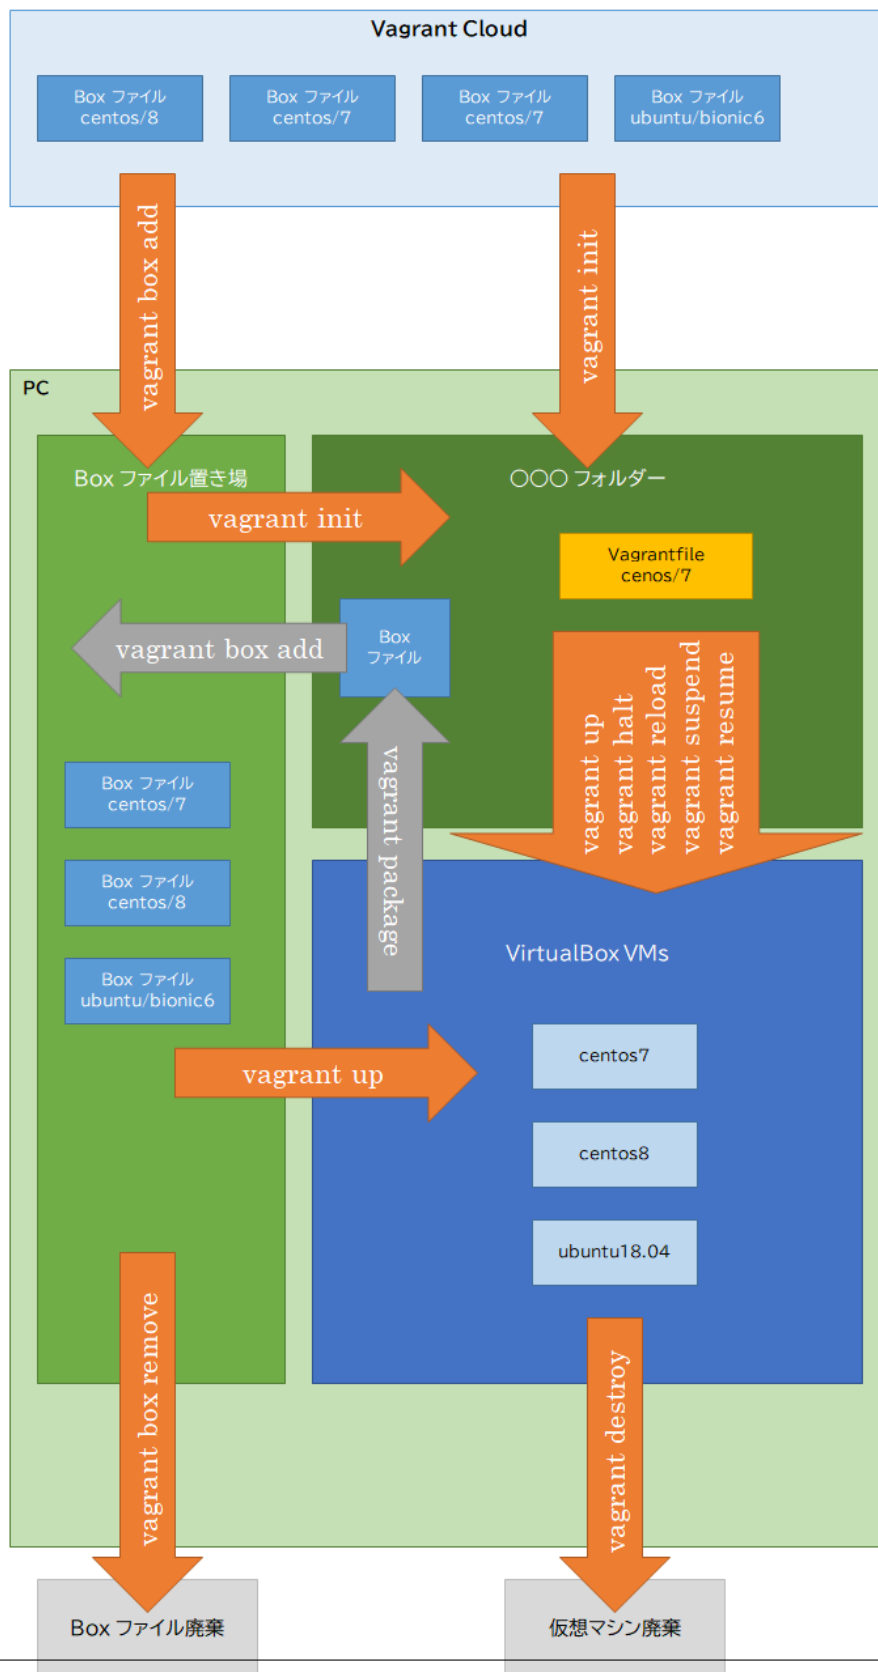 Vagrant Cloud
Box ファイル
centos/8
Box ファイル
centos/7
Box ファイル
centos/7
Box ファイル
ubuntu/bionic6
vagrant box add
vagrant init
PC
Box ファイル置き場
〇〇〇 フォルダー
vagrant init
Vagrantfile
cenos/7
vagrant box add
Box
ファイル
vagrant up
vagrant halt
vagrant reload
vagrant suspend
vagrant resume
vagrant package
Box ファイル
centos/7
Box ファイル
centos/8
Box ファイル
ubuntu/bionic6
VirtualBox VMs
vagrant up
centos7
centos8
ubuntu18.04
vagrant box remove
vagrant destroy
Box ファイル廃棄
仮想マシン廃棄